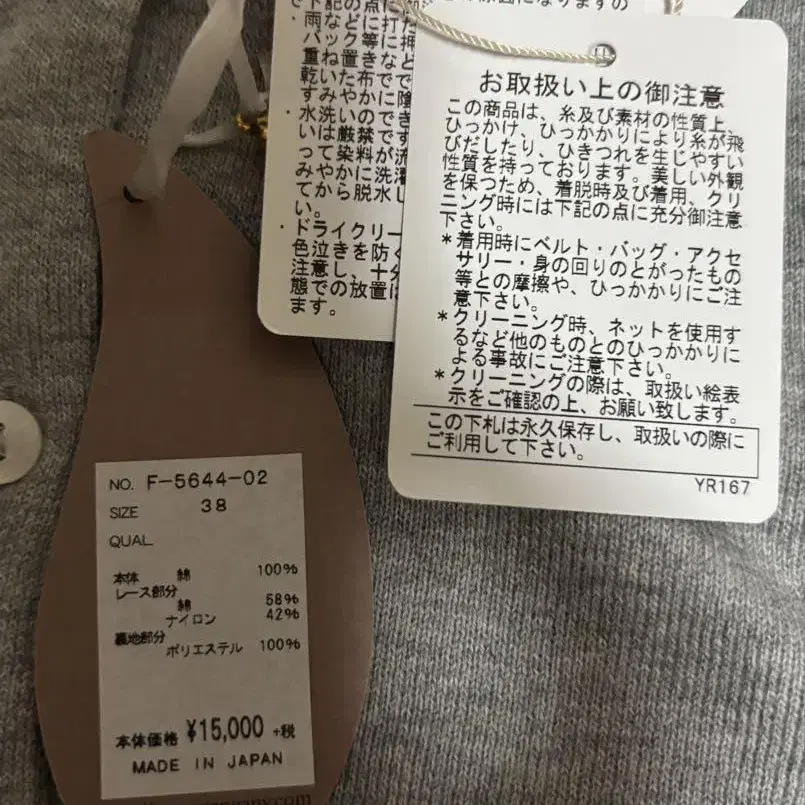 下記の点に
雨などに打た
バッグ等に押
重ね置きなど
乾いた布でで
すみやかに陰
・水洗いのでき
いは厳禁です
って染料が流
みやかに洗濯
てから脱水し
い。
・ドライクリー
色泣きを防ぐ
注意し、十分
態での放置は
ます。
お取扱い上の御注意
この商品は、糸及び素材の性質上、
ひっかけ、ひっかかりにより糸が飛
びだしたり、ひきつれを生じやすい
性質を持っております。美しい外観
を保つため、着脱時及び着用、クリ
ーニング時には下記の点に充分御注意
下さい。
*着用時にベルト・バッグ・アクセ
サリー・身の回りのとがったもの
等との摩擦や、ひっかかりにご注
意下さい。
*クリーニング時、ネットを使用す
るなど他のものとのひっかかりに
よる事故にご注意下さい。
*クリーニングの際は、取扱い絵表
示をご確認の上、お願い致します。
この下札は永久保存し、取扱いの際に
ご利用して下さい。
YR167
NO. F-5644-02
SIZE 38
QUAL
本体 綿 100%
レース部分
綿 58%
ナイロン 42%
裏地部分
ポリエステル 100%
本体価格 ¥15,000 +税
MADE IN JAPAN